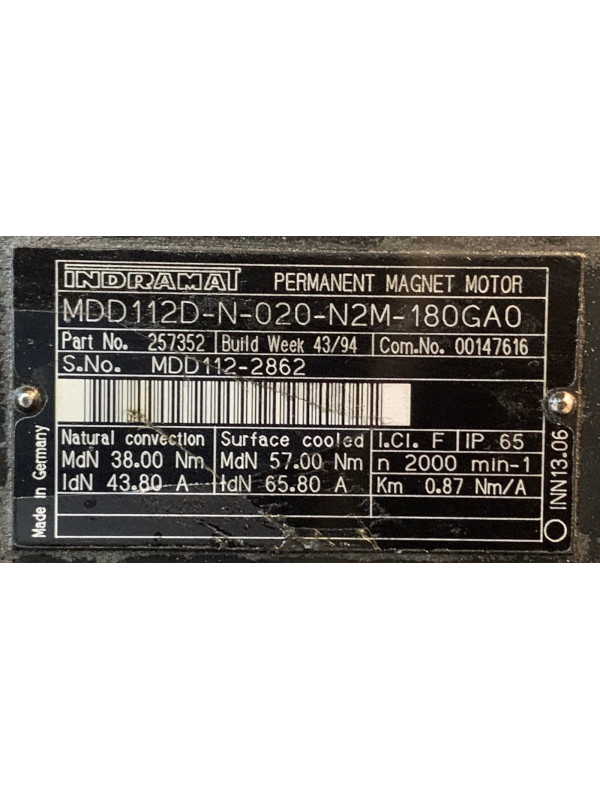 INDRAMAT PERMANENT MAGNET MOTOR
MDD112D-N-020-N2M-180GA0
Part No. 257352 Build Week 43/94 Com.No. 00147616
S.No. MDD112-2862
Natural convection Surface cooled I.Cl. F IP 65
MdN 38.00 Nm MdN 57.00 Nm n 2000 min-1
IdN 43.80 A IdN 65.80 A Km 0.87 Nm/A
Made in Germany
INN13.06